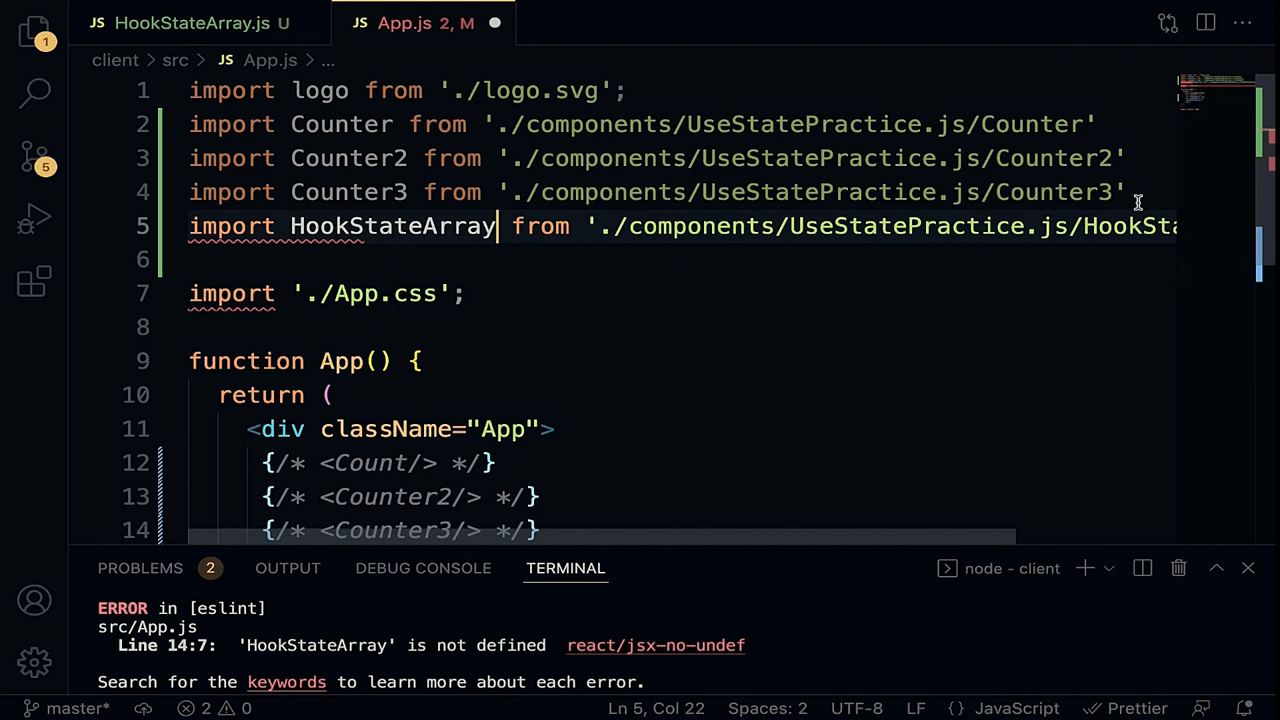 JS HookStateArray.js U
JS App.js 2, M
client > src > JS App.js > ...
1 import logo from './logo.svg';
2 import Counter from './components/UseStatePractice.js/Counter'
3 import Counter2 from './components/UseStatePractice.js/Counter2'
4 import Counter3 from './components/UseStatePractice.js/Counter3'
5 import HookStateArray from './components/UseStatePractice.js/HookSta
6
7 import './App.css';
8
9 function App() {
10 return (
11 <div className="App">
12 {/* <Count/> */}
13 {/* <Counter2/> */}
14 {/* <Counter3/> */}
1
5
PROBLEMS 2 OUTPUT DEBUG CONSOLE TERMINAL node - client
ERROR in [eslint]
src/App.js
Line 14:7: 'HookStateArray' is not defined react/jsx-no-undef
Search for the keywords to learn more about each error.
master* 2 0 Ln 5, Col 22 Spaces: 2 UTF-8 LF {} JavaScript Prettier